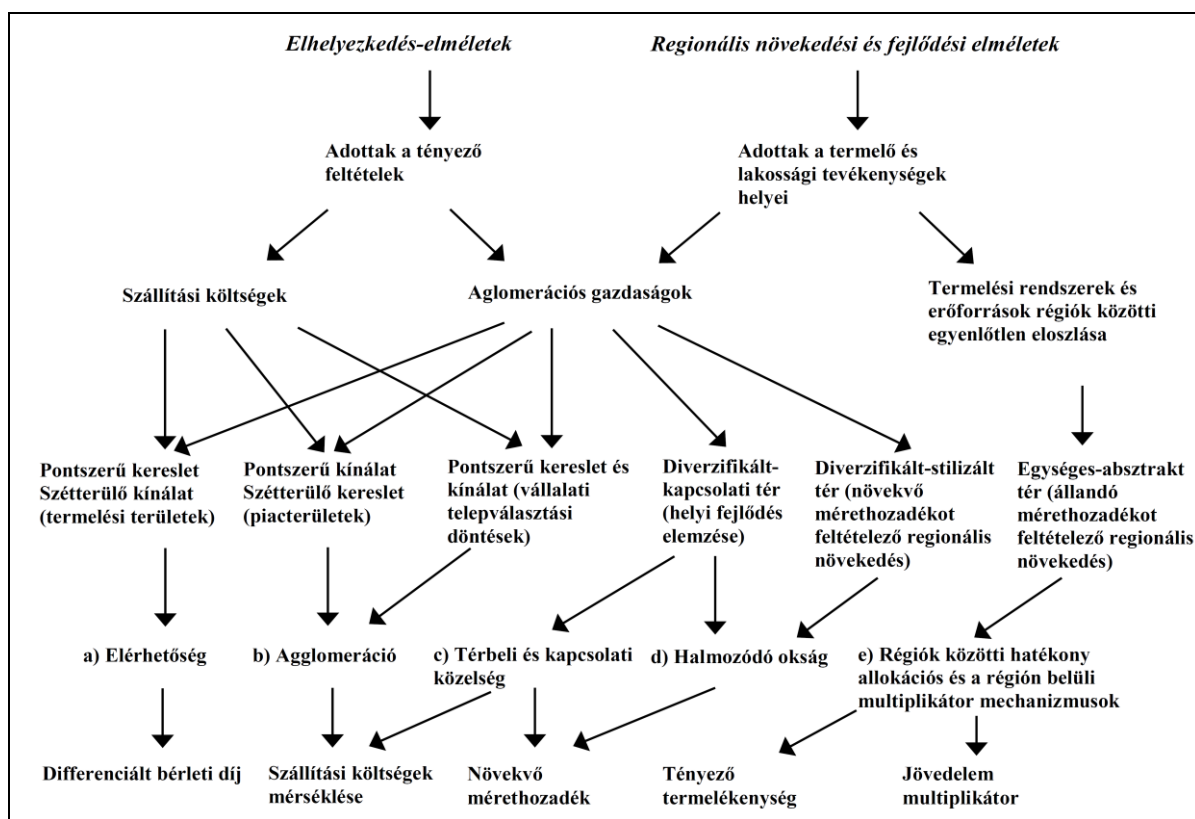 Elhelyezkedés-elméletek
Regionális növekedési és fejlődési elméletek
Adottak a tényező
feltételek
Adottak a termelő és
lakossági tevékenységek
helyei
Szállítási költségek
Aglomerációs gazdaságok
Termelési rendszerek és
erőforrások régiók közötti
egyenlőtlen eloszlása
Pontszerű kereslet
Szétterülő kínálat
(termelési területek)
Pontszerű kínálat
Szétterülő kereslet
(piacterületek)
Pontszerű kereslet és
kínálat (vállalati
telepválasztási
döntések)
Diverzifikált-
kapcsolati tér
(helyi fejlődés
elemzése)
Diverzifikált-stilizált
tér (növekvő
mérethozadékot
feltételező regionális
növekedés)
Egységes-absztrakt
tér (állandó
mérethozadékot
feltételező regionális
növekedés)
a) Elérhetőség
b) Agglomeráció
c) Térbeli és kapcsolati
közelség
d) Halmozódó okság
e) Régiók közötti hatékony
allokációs és a régión belüli
multiplikátor mechanizmusok
Differenciált bérleti díj
Szállítási költségek
mérséklése
Növekvő
mérethozadék
Tényező
termelékenység
Jövedelem
multiplikátor